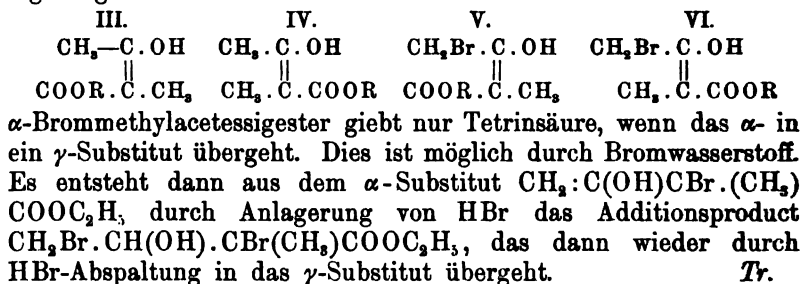 III. IV. V. VI.
CH₃—C.OH CH₃.C.OH CH₂Br.C.OH CH₂Br.C.OH
|| || || ||
COOR.C.CH₃ CH₃.C.COOR COOR.C.CH₃ CH₃.C.COOR
α-Brommethylacetessigester giebt nur Tetrinsäure, wenn das α- in
ein γ-Substitut übergeht. Dies ist möglich durch Bromwasserstoff.
Es entsteht dann aus dem α-Substitut CH₂:C(OH)CBr.(CH₃)
COOC₂H₅ durch Anlagerung von HBr das Additionsproduct
CH₂Br.CH(OH).CBr(CH₃)COOC₂H₅, das dann wieder durch
HBr-Abspaltung in das γ-Substitut übergeht. Tr.